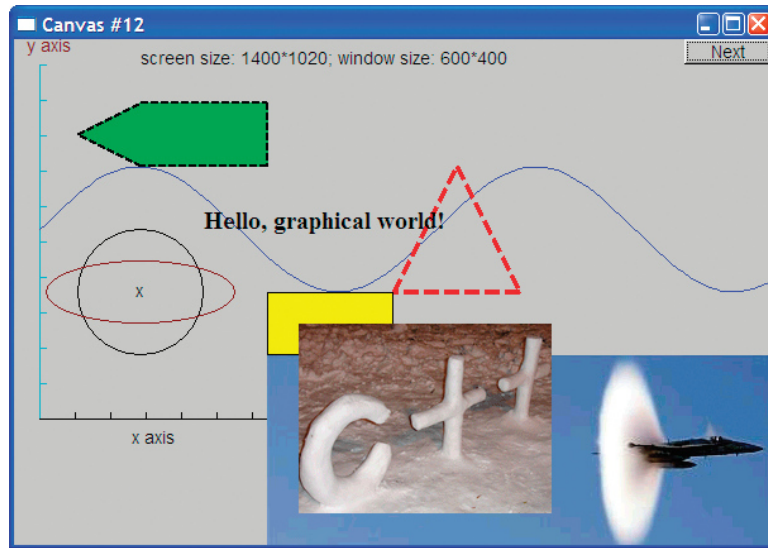 Canvas #12
y axis
screen size: 1400*1020; window size: 600*400
Next
Hello, graphical world!
x
x axis
C++